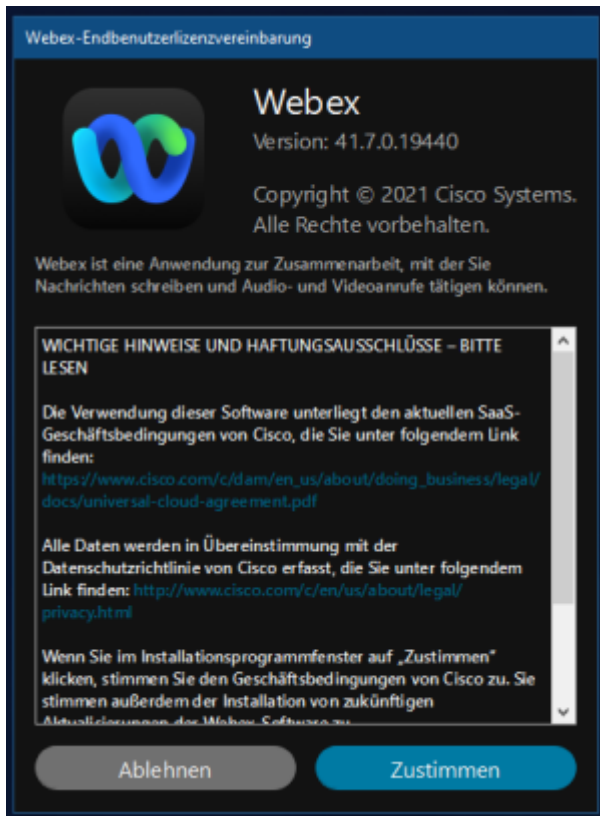 Webex-Endbenutzerlizenzvereinbarung
Webex
Version: 41.7.0.19440
Copyright © 2021 Cisco Systems.
Alle Rechte vorbehalten.
Webex ist eine Anwendung zur Zusammenarbeit, mit der Sie
Nachrichten schreiben und Audio- und Videoanrufe tätigen können.
WICHTIGE HINWEISE UND HAFTUNGSAUSSCHLÜSSE – BITTE
LESEN
Die Verwendung dieser Software unterliegt den aktuellen SaaS-
Geschäftsbedingungen von Cisco, die Sie unter folgendem Link
finden:
https://www.cisco.com/c/dam/en_us/about/doing_business/legal/
docs/universal-cloud-agreement.pdf
Alle Daten werden in Übereinstimmung mit der
Datenschutzrichtlinie von Cisco erfasst, die Sie unter folgendem
Link finden: http://www.cisco.com/c/en/us/about/legal/
privacy.html
Wenn Sie im Installationsprogrammfenster auf „Zustimmen“
klicken, stimmen Sie den Geschäftsbedingungen von Cisco zu. Sie
stimmen außerdem der Installation von zukünftigen
Aktualisierungen der Webex-Software zu.
Ablehnen
Zustimmen